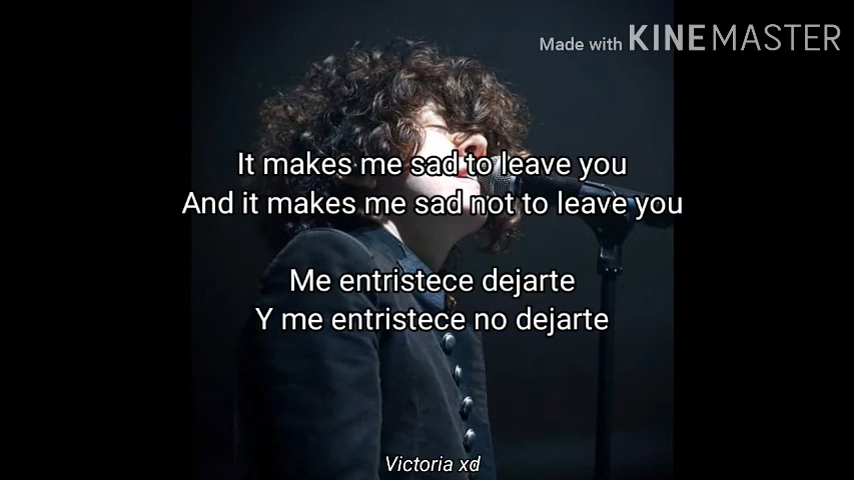 Made with KINEMASTER
It makes me sad to leave you
And it makes me sad not to leave you
Me entristece dejarte
Y me entristece no dejarte
Victoria xd